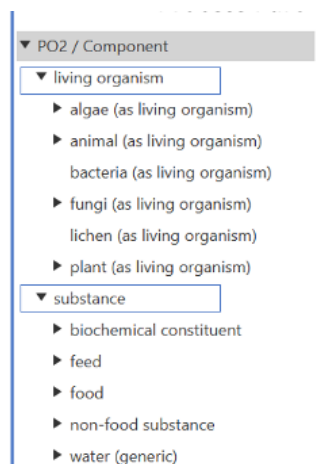 PO2 / Component
living organism
algae (as living organism)
animal (as living organism)
bacteria (as living organism)
fungi (as living organism)
lichen (as living organism)
plant (as living organism)
substance
biochemical constituent
feed
food
non-food substance
water (generic)